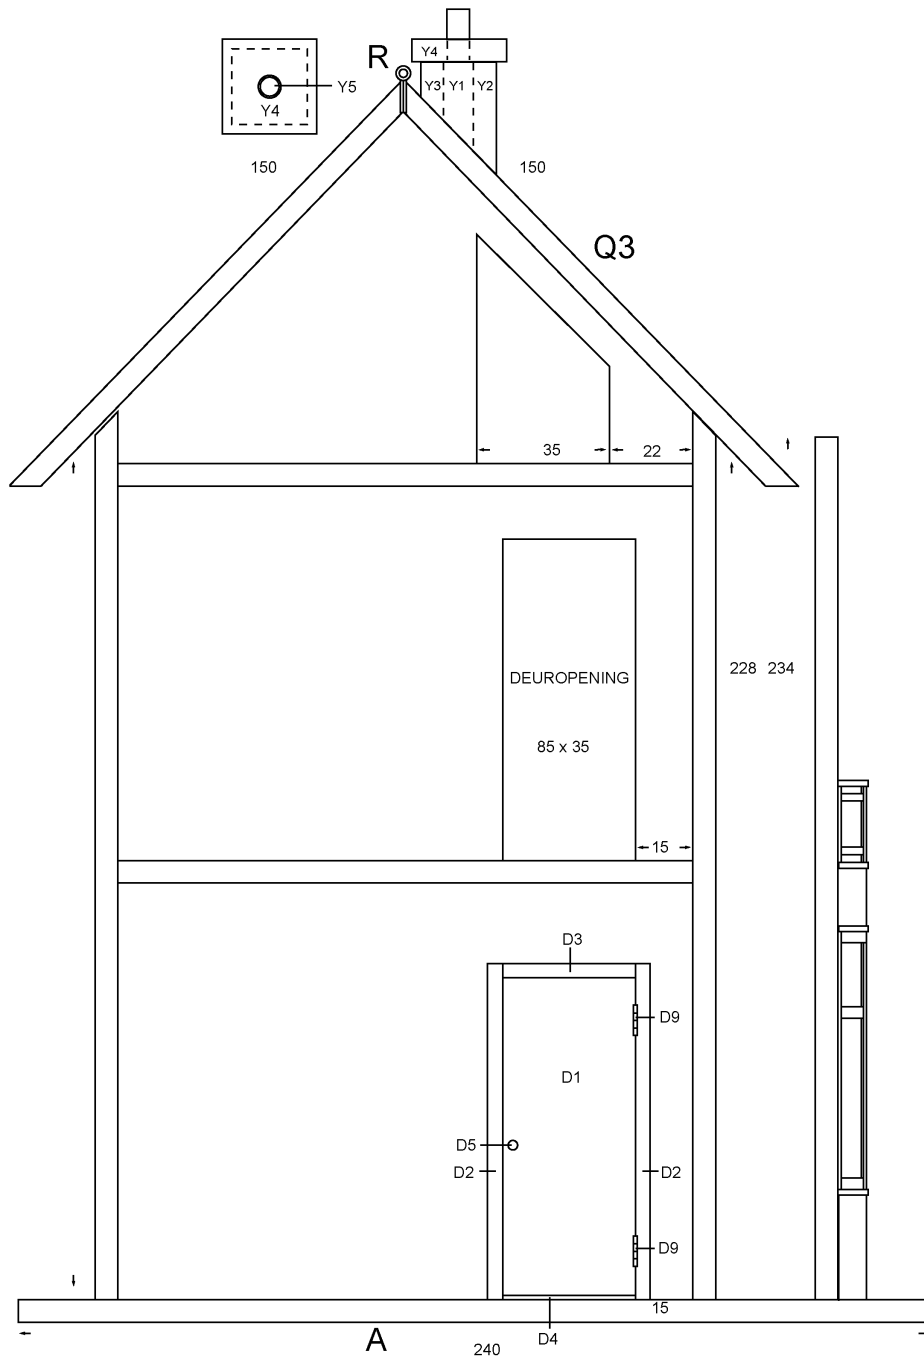 R
Y4
Y3 Y1 Y2
Y5
Y4
150
150
Q3
35
22
DEUROPENING
85 x 35
228 234
15
D3
D9
D1
D5
D2
D2
D9
15
D4
A
240